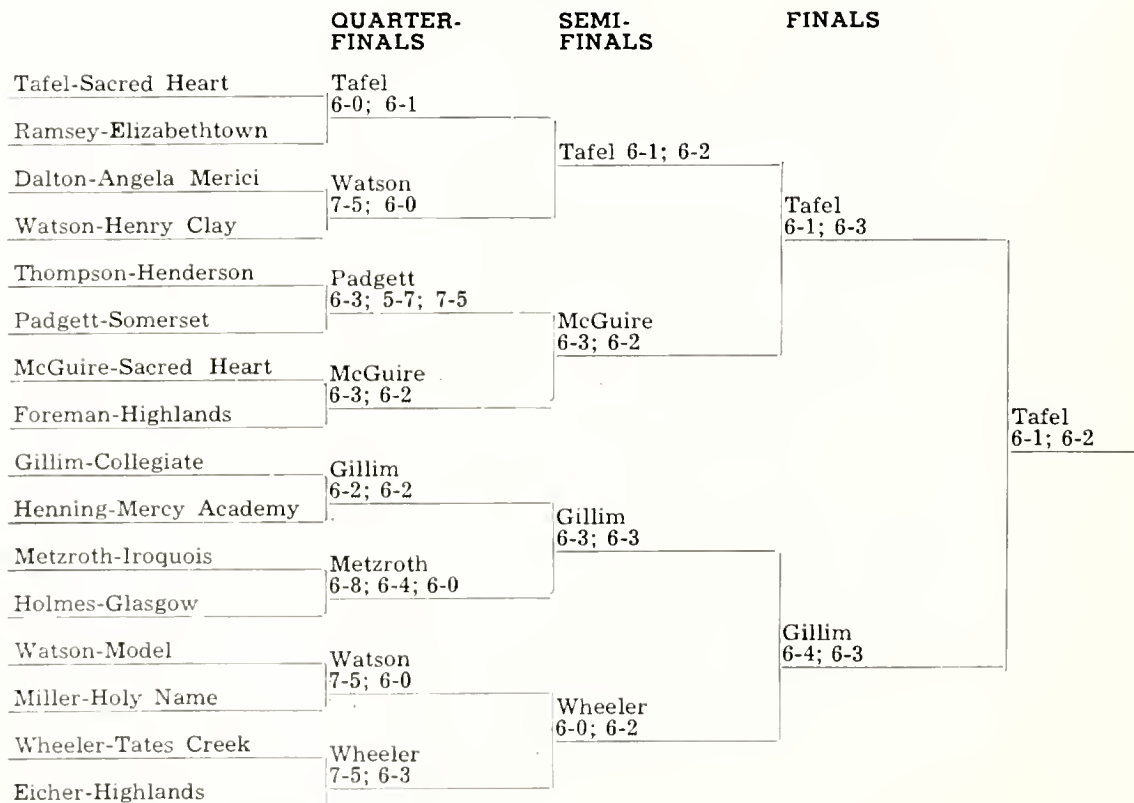 QUARTER-
FINALS
SEMI-
FINALS
FINALS
Tafel-Sacred Heart
Ramsey-Elizabethtown
Dalton-Angela Merici
Watson-Henry Clay
Thompson-Henderson
Padgett-Somerset
McGuire-Sacred Heart
Foreman-Highlands
Gillim-Collegiate
Henning-Mercy Academy
Metzroth-Iroquois
Holmes-Glasgow
Watson-Model
Miller-Holy Name
Wheeler-Tates Creek
Eicher-Highlands
Tafel
6-0; 6-1
Watson
7-5; 6-0
Padgett
6-3; 5-7; 7-5
McGuire
6-3; 6-2
Gillim
6-2; 6-2
Metzroth
6-8; 6-4; 6-0
Watson
7-5; 6-0
Wheeler
7-5; 6-3
Tafel 6-1; 6-2
McGuire
6-3; 6-2
Gillim
6-3; 6-3
Wheeler
6-0; 6-2
Tafel
6-1; 6-3
Gillim
6-4; 6-3
Tafel
6-1; 6-2